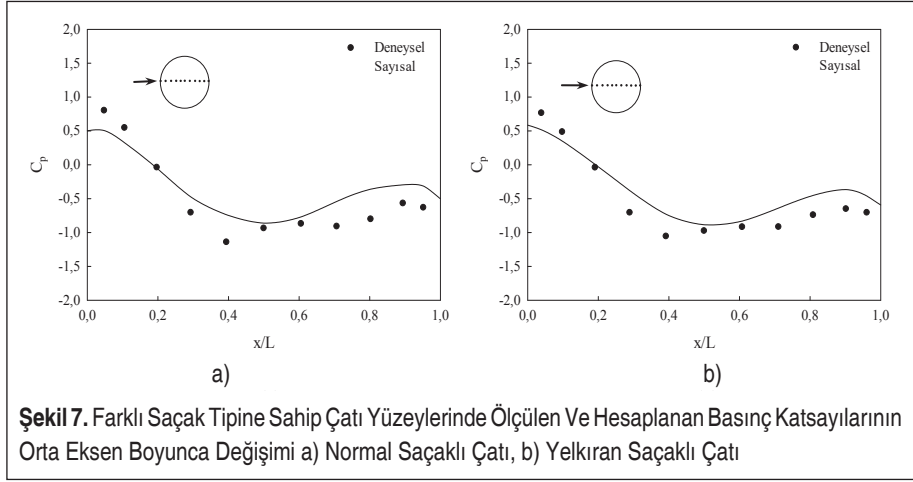 2,0
1,5
1,0
0,5
0,0
-0,5
-1,0
-1,5
-2,0
C_p
0,0 0,2 0,4 0,6 0,8 1,0
x/L
Deneysel
Sayısal
a)
2,0
1,5
1,0
0,5
0,0
-0,5
-1,0
-1,5
-2,0
C_p
0,0 0,2 0,4 0,6 0,8 1,0
x/L
Deneysel
Sayısal
b)
Şekil 7. Farklı Saçak Tipine Sahip Çatı Yüzeylerinde Ölçülen Ve Hesaplanan Basınç Katsayılarının
Orta Eksen Boyunca Değişimi a) Normal Saçaklı Çatı, b) Yelkıran Saçaklı Çatı